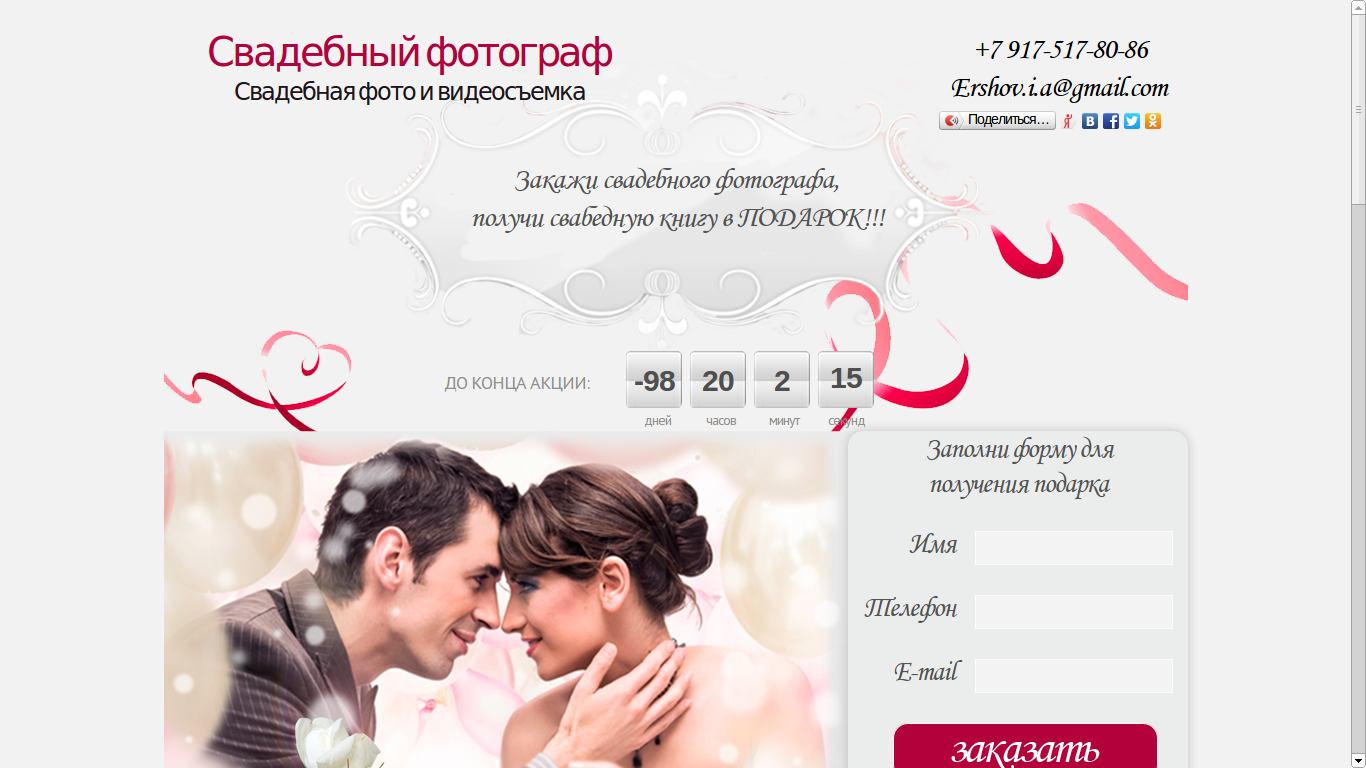 Свадебный фотограф
Свадебная фото и видеосъемка
+7 917-517-80-86
Ershov.i.a@gmail.com
Поделиться…
Закажи свадебного фотографа,
получи свабедную книгу в ПОДАРОК!!!
ДО КОНЦА АКЦИИ:
-98 20 2 15
дней часов минут секунд
Заполни форму для
получения подарка
Имя
Телефон
E-mail
заказать